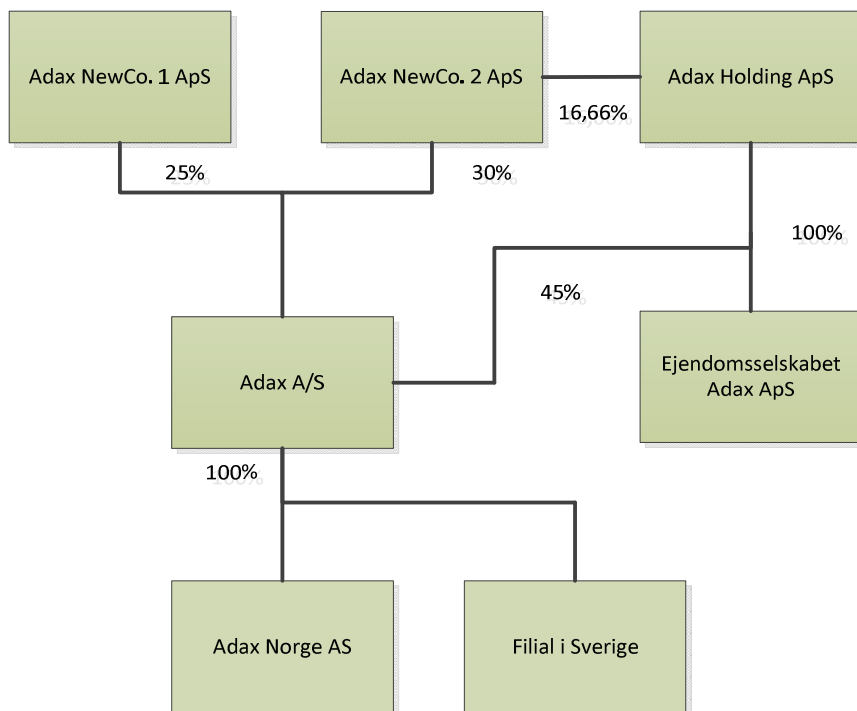 Adax NewCo. 1 ApS
Adax NewCo. 2 ApS
Adax Holding ApS
16,66%
25%
30%
100%
45%
Ejendomsselskabet
Adax ApS
Adax A/S
100%
Adax Norge AS
Filial i Sverige